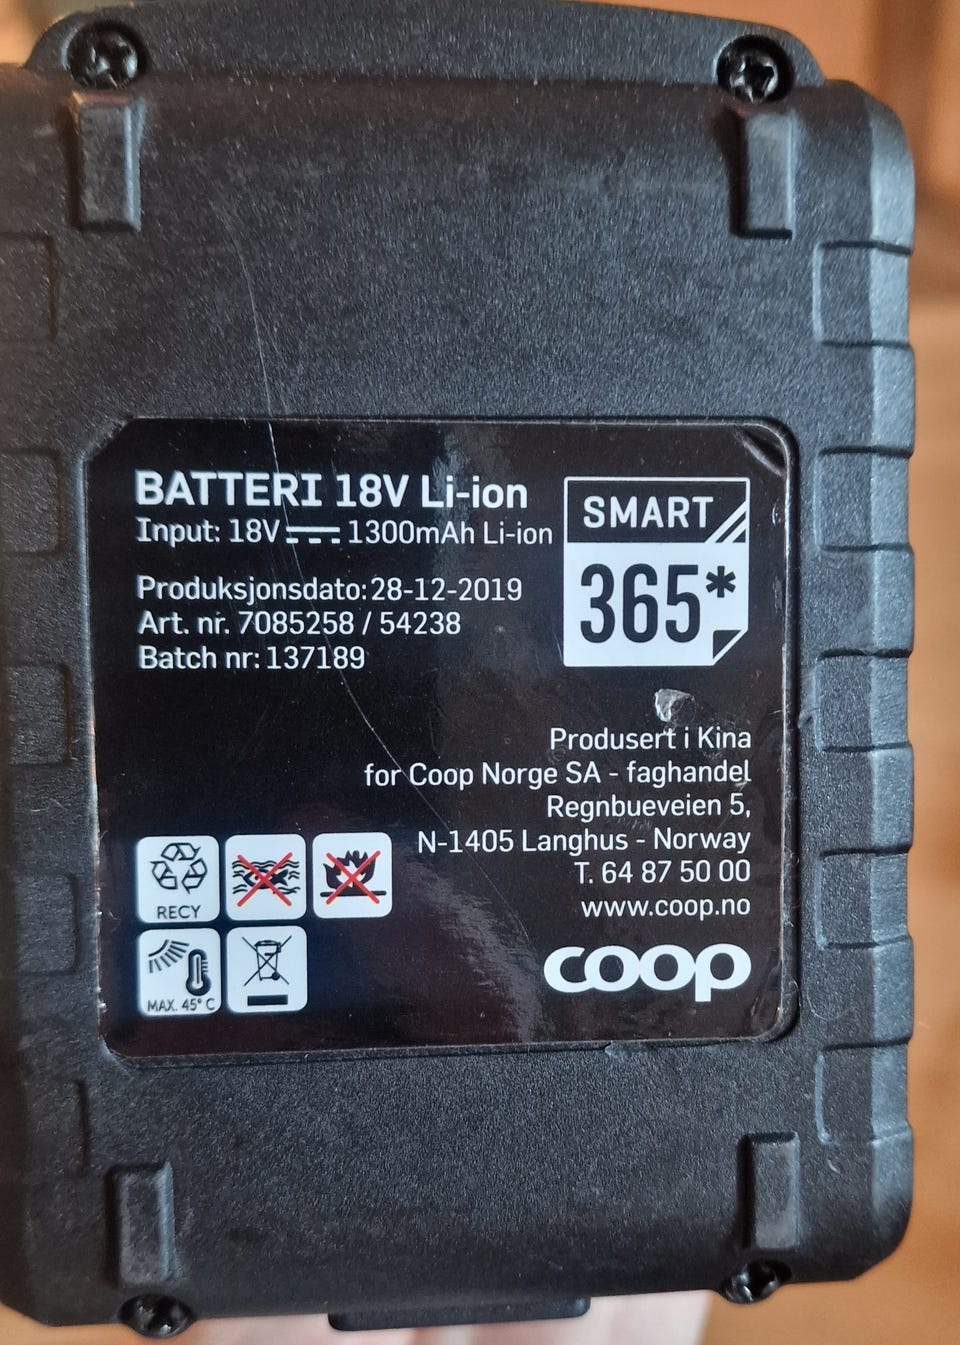 BATTERI 18V Li-ion
Input: 18V ⎓ 1300mAh Li-ion
Produksjonsdato: 28-12-2019
Art. nr. 7085258 / 54238
Batch nr: 137189
SMART
365*
Produsert i Kina
for Coop Norge SA - faghandel
Regnbueveien 5,
N-1405 Langhus - Norway
T. 64 87 50 00
www.coop.no
coop
RECY
MAX. 45° C